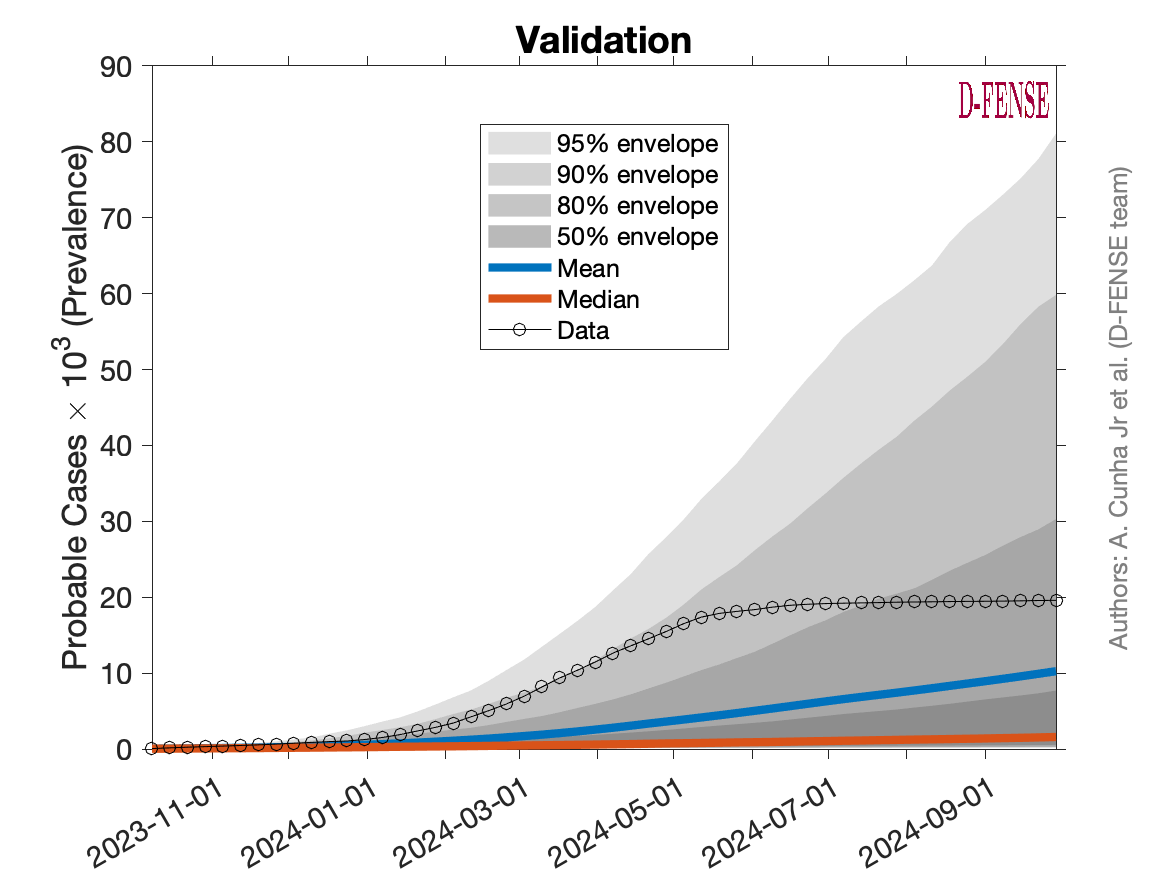 Validation
D-FENSE
95% envelope
90% envelope
80% envelope
50% envelope
Mean
Median
Data
Probable Cases × 10³ (Prevalence)
90
80
70
60
50
40
30
20
10
0
2023-11-01
2024-01-01
2024-03-01
2024-05-01
2024-07-01
2024-09-01
Authors: A. Cunha Jr et al. (D-FENSE team)